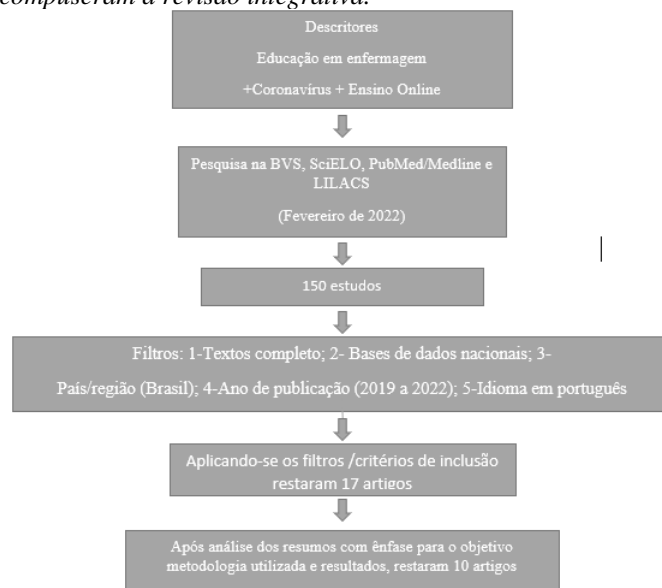 compuseram a revisão integrativa.
Descritores
Educação em enfermagem
+Coronavírus + Ensino Online
Pesquisa na BVS, SciELO, PubMed/Medline e
LILACS
(Fevereiro de 2022)
150 estudos
Filtros: 1-Textos completo; 2- Bases de dados nacionais; 3-
País/região (Brasil); 4-Ano de publicação (2019 a 2022); 5-Idioma em português
Aplicando-se os filtros /critérios de inclusão
restaram 17 artigos
Após análise dos resumos com ênfase para o objetivo
metodologia utilizada e resultados, restaram 10 artigos